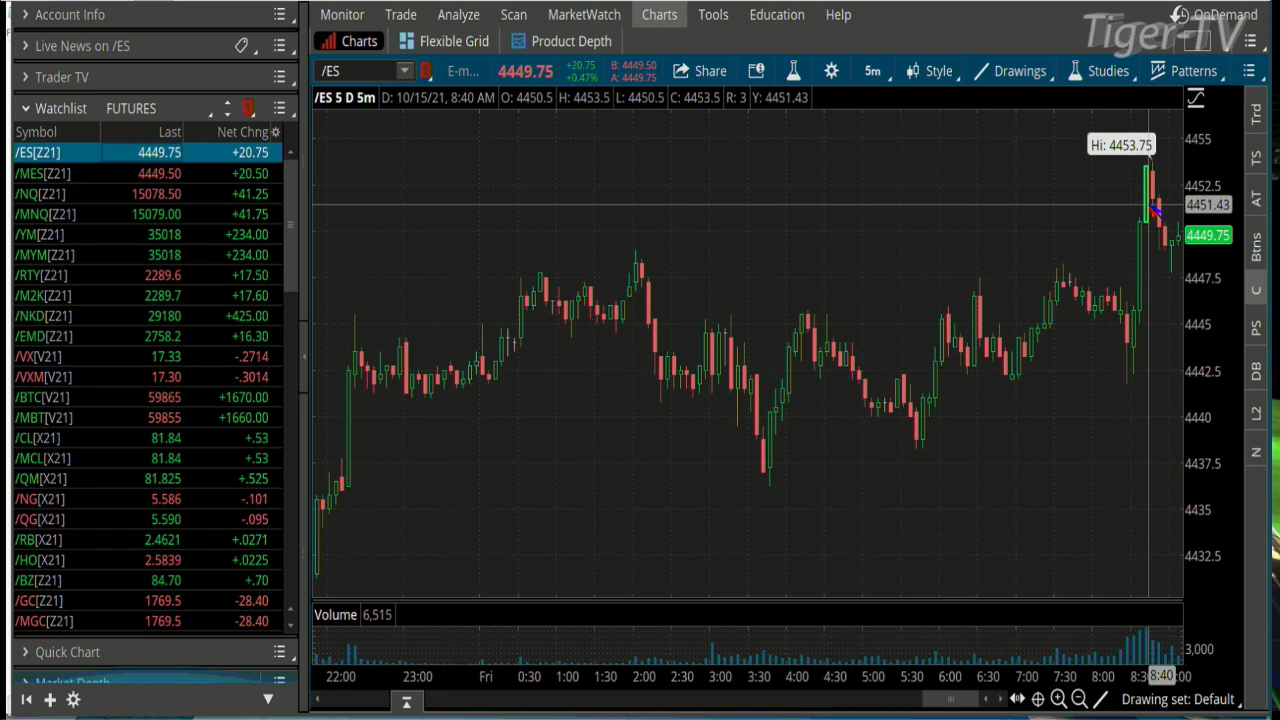 Account Info
Live News on /ES
Trader TV
Watchlist FUTURES
Symbol Last Net Chng
/ES[Z21] 4449.75 +20.75
/MES[Z21] 4449.50 +20.50
/NQ[Z21] 15078.50 +41.25
/MNQ[Z21] 15079.00 +41.75
/YM[Z21] 35018 +234.00
/MYM[Z21] 35018 +234.00
/RTY[Z21] 2289.6 +17.50
/M2K[Z21] 2289.7 +17.60
/NKD[Z21] 29180 +425.00
/EMD[Z21] 2758.2 +16.30
/VX[V21] 17.33 -.2714
/VXM[V21] 17.30 -.3014
/BTC[V21] 59865 +1670.00
/MBT[V21] 59855 +1660.00
/CL[X21] 81.84 +.53
/MCL[X21] 81.84 +.53
/QM[X21] 81.825 +.525
/NG[X21] 5.586 -.101
/QG[X21] 5.590 -.095
/RB[X21] 2.4621 +.0271
/HO[X21] 2.5839 +.0225
/BZ[Z21] 84.70 +.70
/GC[Z21] 1769.5 -28.40
/MGC[Z21] 1769.5 -28.40
Quick Chart
Market Depth
Monitor Trade Analyze Scan MarketWatch Charts Tools Education Help
OnDemand
Tiger-TV
Charts Flexible Grid Product Depth
/ES E-m... 4449.75 +20.75 +0.47% B: 4449.50 A: 4449.75 Share 5m Style Drawings Studies Patterns
/ES 5 D 5m D: 10/15/21, 8:40 AM O: 4450.5 H: 4453.5 L: 4450.5 C: 4453.5 R: 3 Y: 4451.43
Hi: 4453.75
4455
4452.5
4451.43
4449.75
4447.5
4445
4442.5
4440
4437.5
4435
4432.5
Volume 6,515
3,000
22:00 23:00 Fri 0:30 1:00 1:30 2:00 2:30 3:00 3:30 4:00 4:30 5:00 5:30 6:00 6:30 7:00 7:30 8:00 8:3 8:40 :00
Drawing set: Default
Trd
TS
AT
Btns
C
PS
DB
L2
N